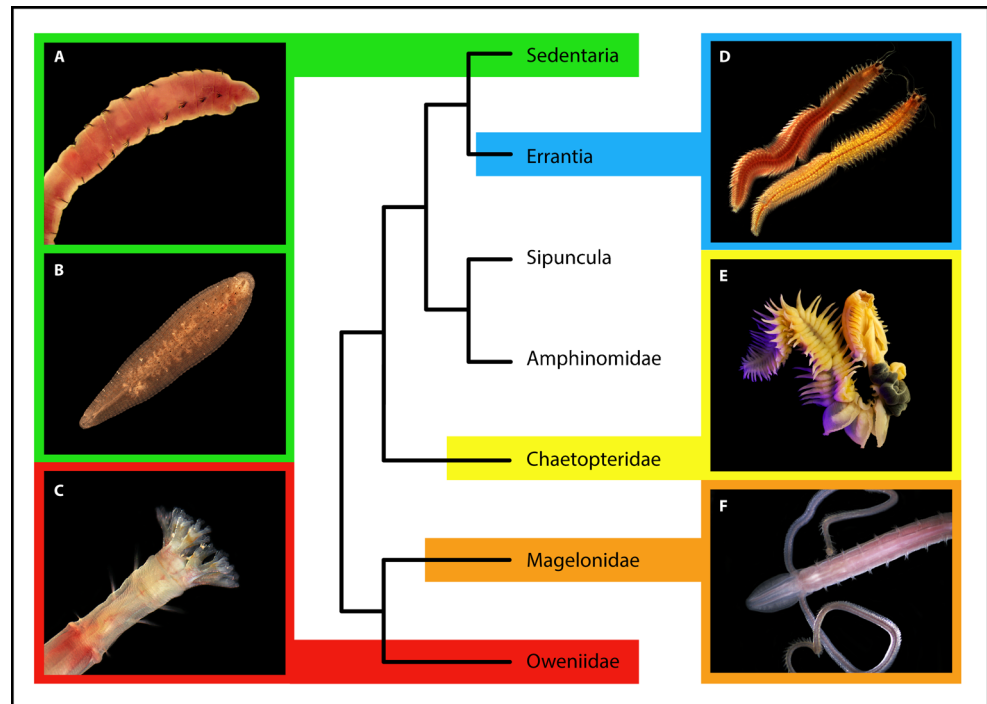 A
B
C
Sedentaria
Errantia
Sipuncula
Amphinomidae
Chaetopteridae
Magelonidae
Oweniidae
D
E
F